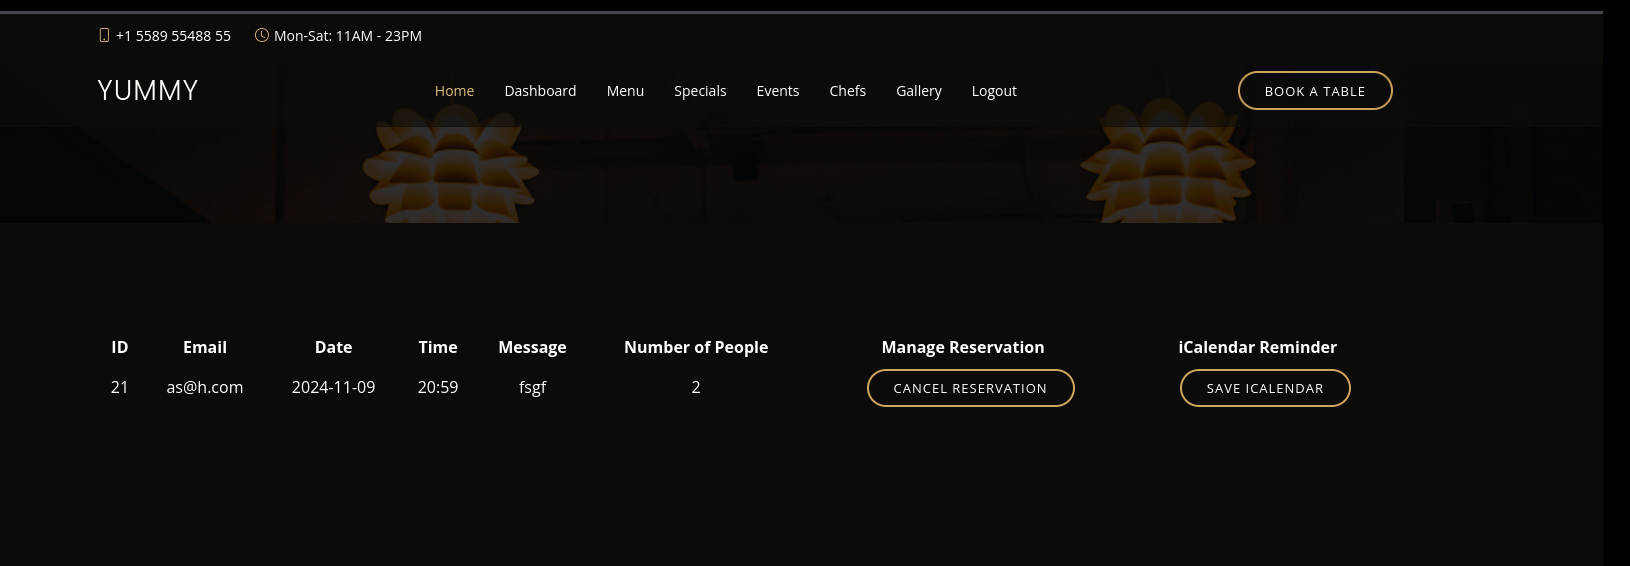 +1 5589 55488 55 Mon-Sat: 11AM - 23PM
YUMMY Home Dashboard Menu Specials Events Chefs Gallery Logout BOOK A TABLE
ID Email Date Time Message Number of People Manage Reservation iCalendar Reminder
21 as@h.com 2024-11-09 20:59 fsgf 2 CANCEL RESERVATION SAVE ICALENDAR